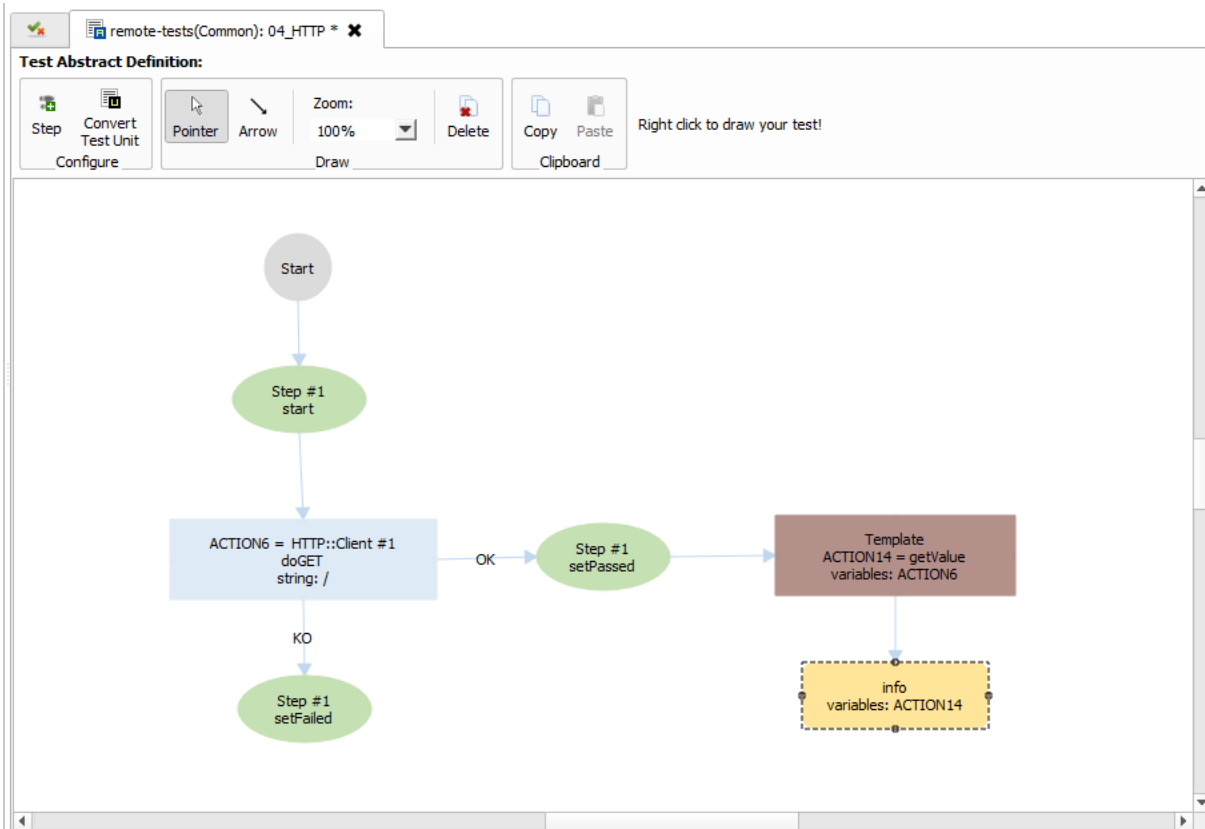 remote-tests(Common): 04_HTTP *
Test Abstract Definition:
Step
Convert
Test Unit
Configure
Pointer
Arrow
Zoom:
100%
Delete
Draw
Copy
Paste
Clipboard
Right click to draw your test!
Start
Step #1
start
ACTION6 = HTTP::Client #1
doGET
string: /
OK
Step #1
setPassed
Template
ACTION14 = getValue
variables: ACTION6
KO
Step #1
setFailed
info
variables: ACTION14